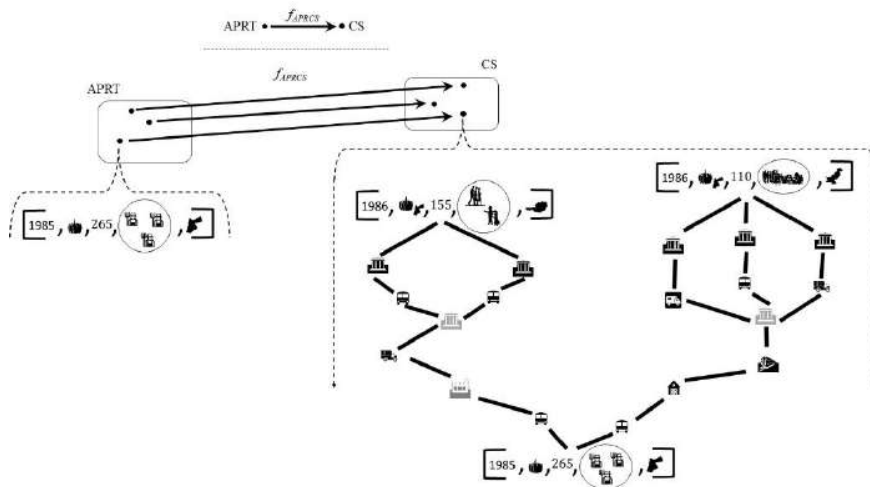 APRT f_APRCS CS
f_APRCS
CS
APRT
[1986, , 110, , ]
[1986, , 155, , ]
[1985, , 265, , ]
[1985, , 265, , ]